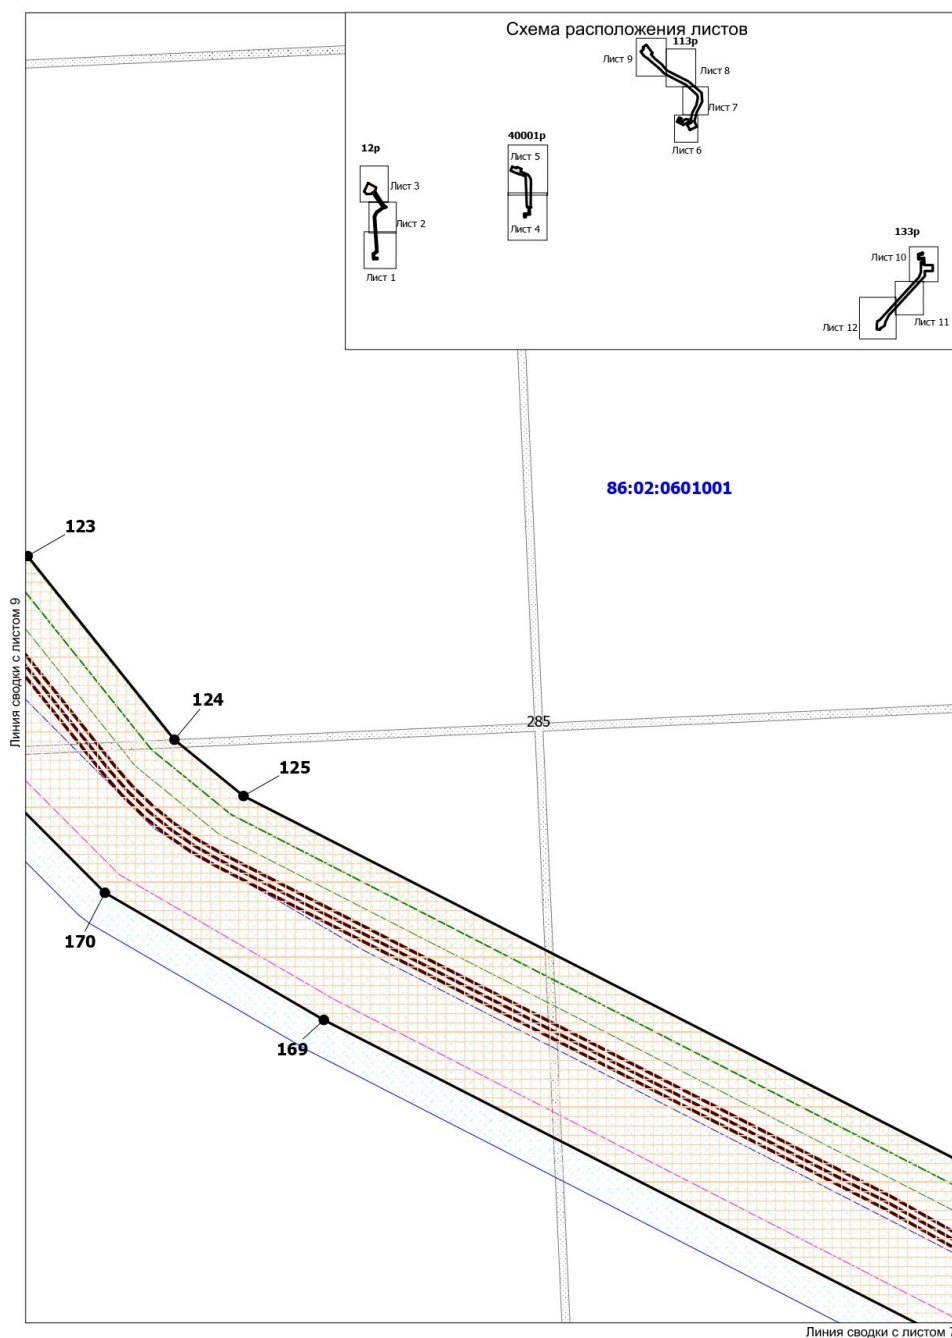 Схема расположения листов
113р
Лист 9
Лист 8
Лист 7
Лист 6
40001р
Лист 5
Лист 4
12р
Лист 3
Лист 2
Лист 1
133р
Лист 10
Лист 11
Лист 12
86:02:0601001
123
Линия сводки с листом 9
124
285
125
170
169
Линия сводки с листом 7